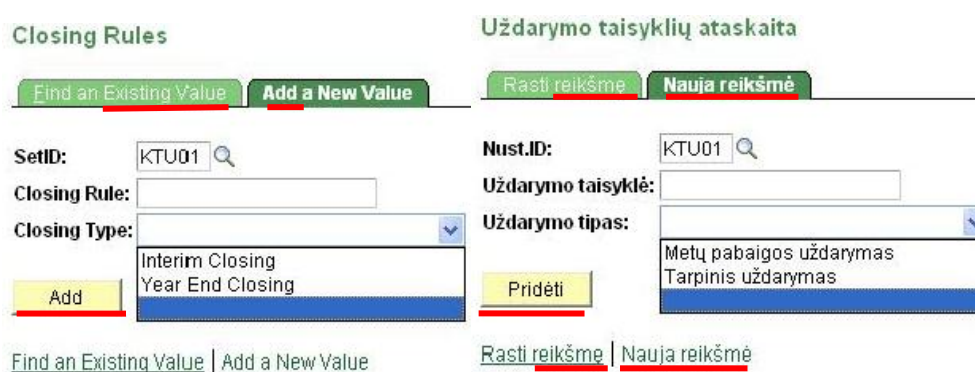 Closing Rules
Find an Existing Value Add a New Value
SetID: KTU01
Closing Rule:
Closing Type:
Interim Closing
Year End Closing
Add
Find an Existing Value | Add a New Value
Uždarymo taisyklių ataskaita
Rasti reikšmę Nauja reikšmė
Nust.ID: KTU01
Uždarymo taisyklė:
Uždarymo tipas:
Metų pabaigos uždarymas
Tarpinis uždarymas
Pridėti
Rasti reikšmę | Nauja reikšmė